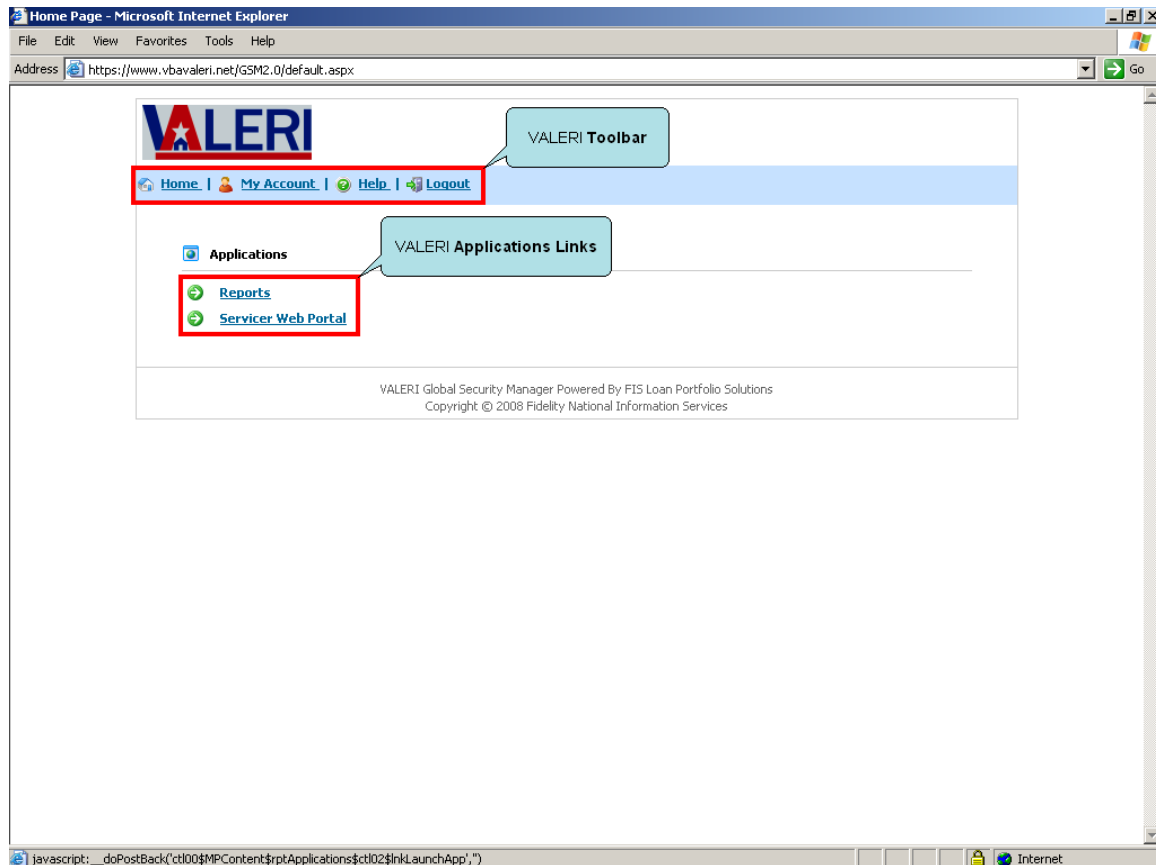 Home Page - Microsoft Internet Explorer
File Edit View Favorites Tools Help
Address https://www.vbavaleri.net/GSM2.0/default.aspx Go
VALERI
VALERI Toolbar
Home | My Account | Help | Logout
VALERI Applications Links
Applications
Reports
Servicer Web Portal
VALERI Global Security Manager Powered By FIS Loan Portfolio Solutions
Copyright © 2008 Fidelity National Information Services
javascript:__doPostBack('ctl00$MPContent$rptApplications$ctl02$lnkLaunchApp','') Internet